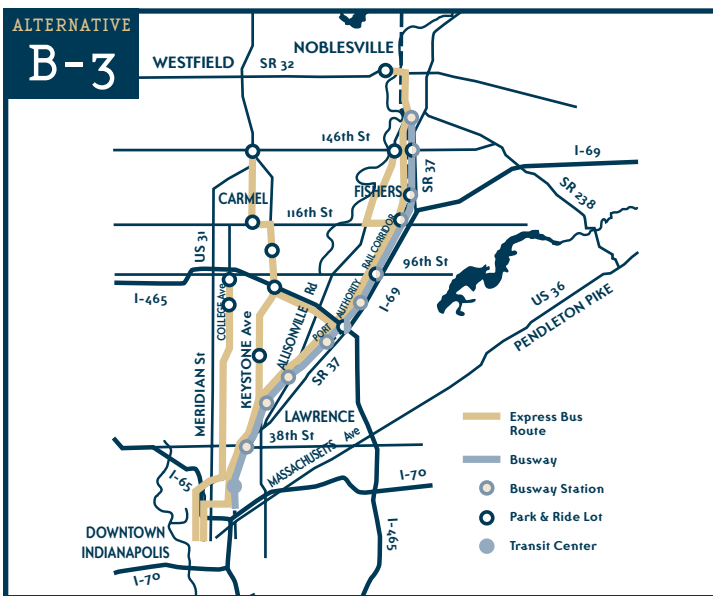 ALTERNATIVE
B-3
NOBLESVILLE
WESTFIELD
SR 32
146th St
I-69
SR 37
FISHERS
CARMEL
SR 238
116th St
US 31
RAIL CORRIDOR
96th St
I-465
COLLEGE Ave
Rd
AUTHORITY
I-69
US 36
PENDLETON PIKE
KEYSTONE Ave
ALLISONVILLE
PORT
MERIDIAN St
SR 37
LAWRENCE
38th St
MASSACHUSETTS Ave
I-65
I-70
DOWNTOWN
INDIANAPOLIS
I-465
I-70
Express Bus
Route
Busway
Busway Station
Park & Ride Lot
Transit Center